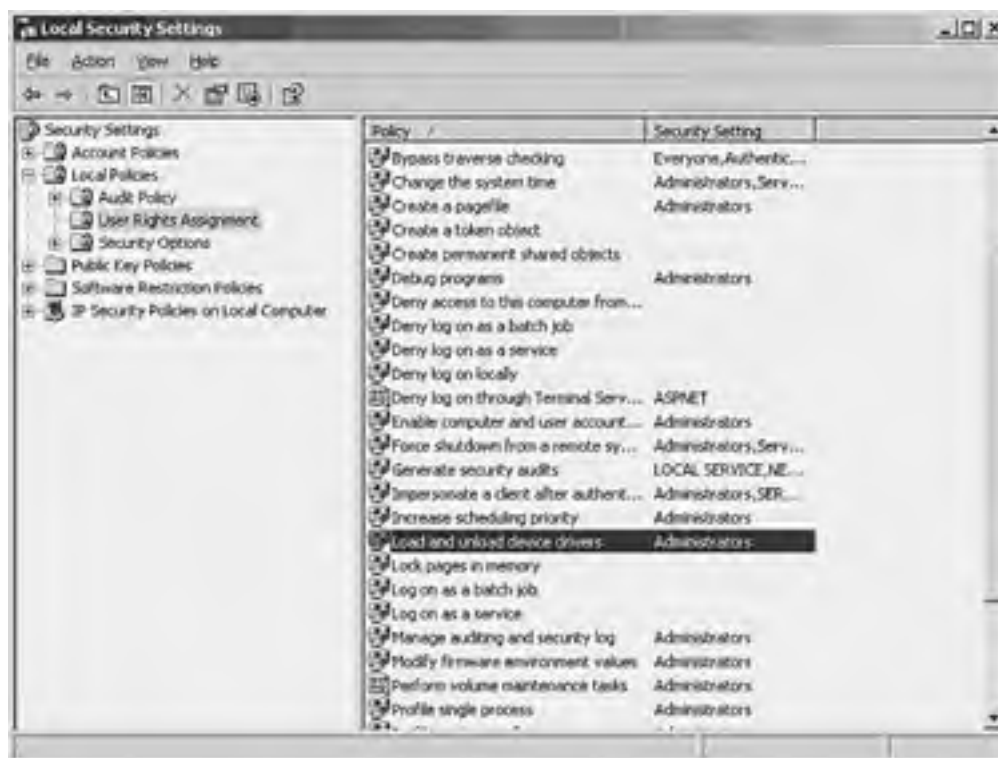 Local Security Settings
File Action View Help
Security Settings
Account Policies
Local Policies
Audit Policy
User Rights Assignment
Security Options
Public Key Policies
Software Restriction Policies
IP Security Policies on Local Computer
Policy / Security Setting
Bypass traverse checking Everyone,Authentic...
Change the system time Administrators,Serv...
Create a pagefile Administrators
Create a token object
Create permanent shared objects
Debug programs Administrators
Deny access to this computer from...
Deny log on as a batch job
Deny log on as a service
Deny log on locally
Deny log on through Terminal Serv... ASPNET
Enable computer and user account... Administrators
Force shutdown from a remote sy... Administrators,Serv...
Generate security audits LOCAL SERVICE,NE...
Impersonate a client after authent... Administrators,SER...
Increase scheduling priority Administrators
Load and unload device drivers Administrators
Lock pages in memory
Log on as a batch job
Log on as a service
Manage auditing and security log Administrators
Modify firmware environment values Administrators
Perform volume maintenance tasks Administrators
Profile single process Administrators